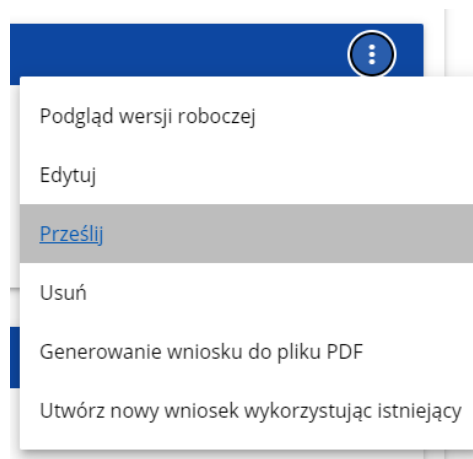 Podgląd wersji roboczej
Edytuj
Prześlij
Usuń
Generowanie wniosku do pliku PDF
Utwórz nowy wniosek wykorzystując istniejący